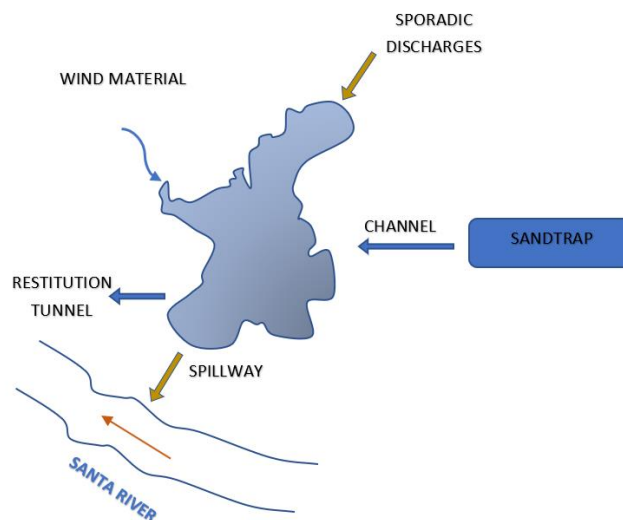 SPORADIC
DISCHARGES
WIND MATERIAL
CHANNEL
SANDTRAP
RESTITUTION
TUNNEL
SPILLWAY
SANTA RIVER